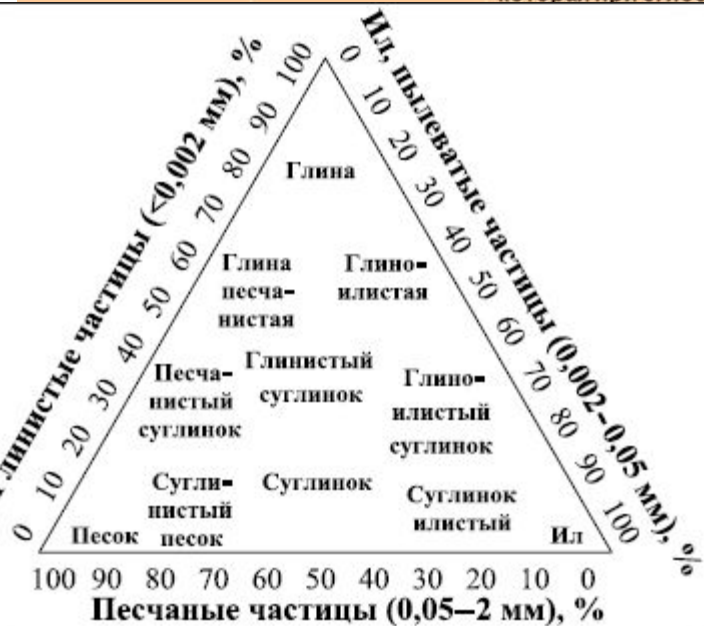 Глинистые частицы (<0,002 мм), %
0 10 20 30 40 50 60 70 80 90 100
Ил, пылеватые частицы (0,002–0,05 мм), %
0 10 20 30 40 50 60 70 80 90 100
Глина
Глина
песча-
нистая
Глино-
илистая
Песча-
нистый
суглинок
Глинистый
суглинок
Глино-
илистый
суглинок
Сугли-
нистый
песок
Суглинок
Суглинок
илистый
Песок
Ил
100 90 80 70 60 50 40 30 20 10 0
Песчаные частицы (0,05–2 мм), %